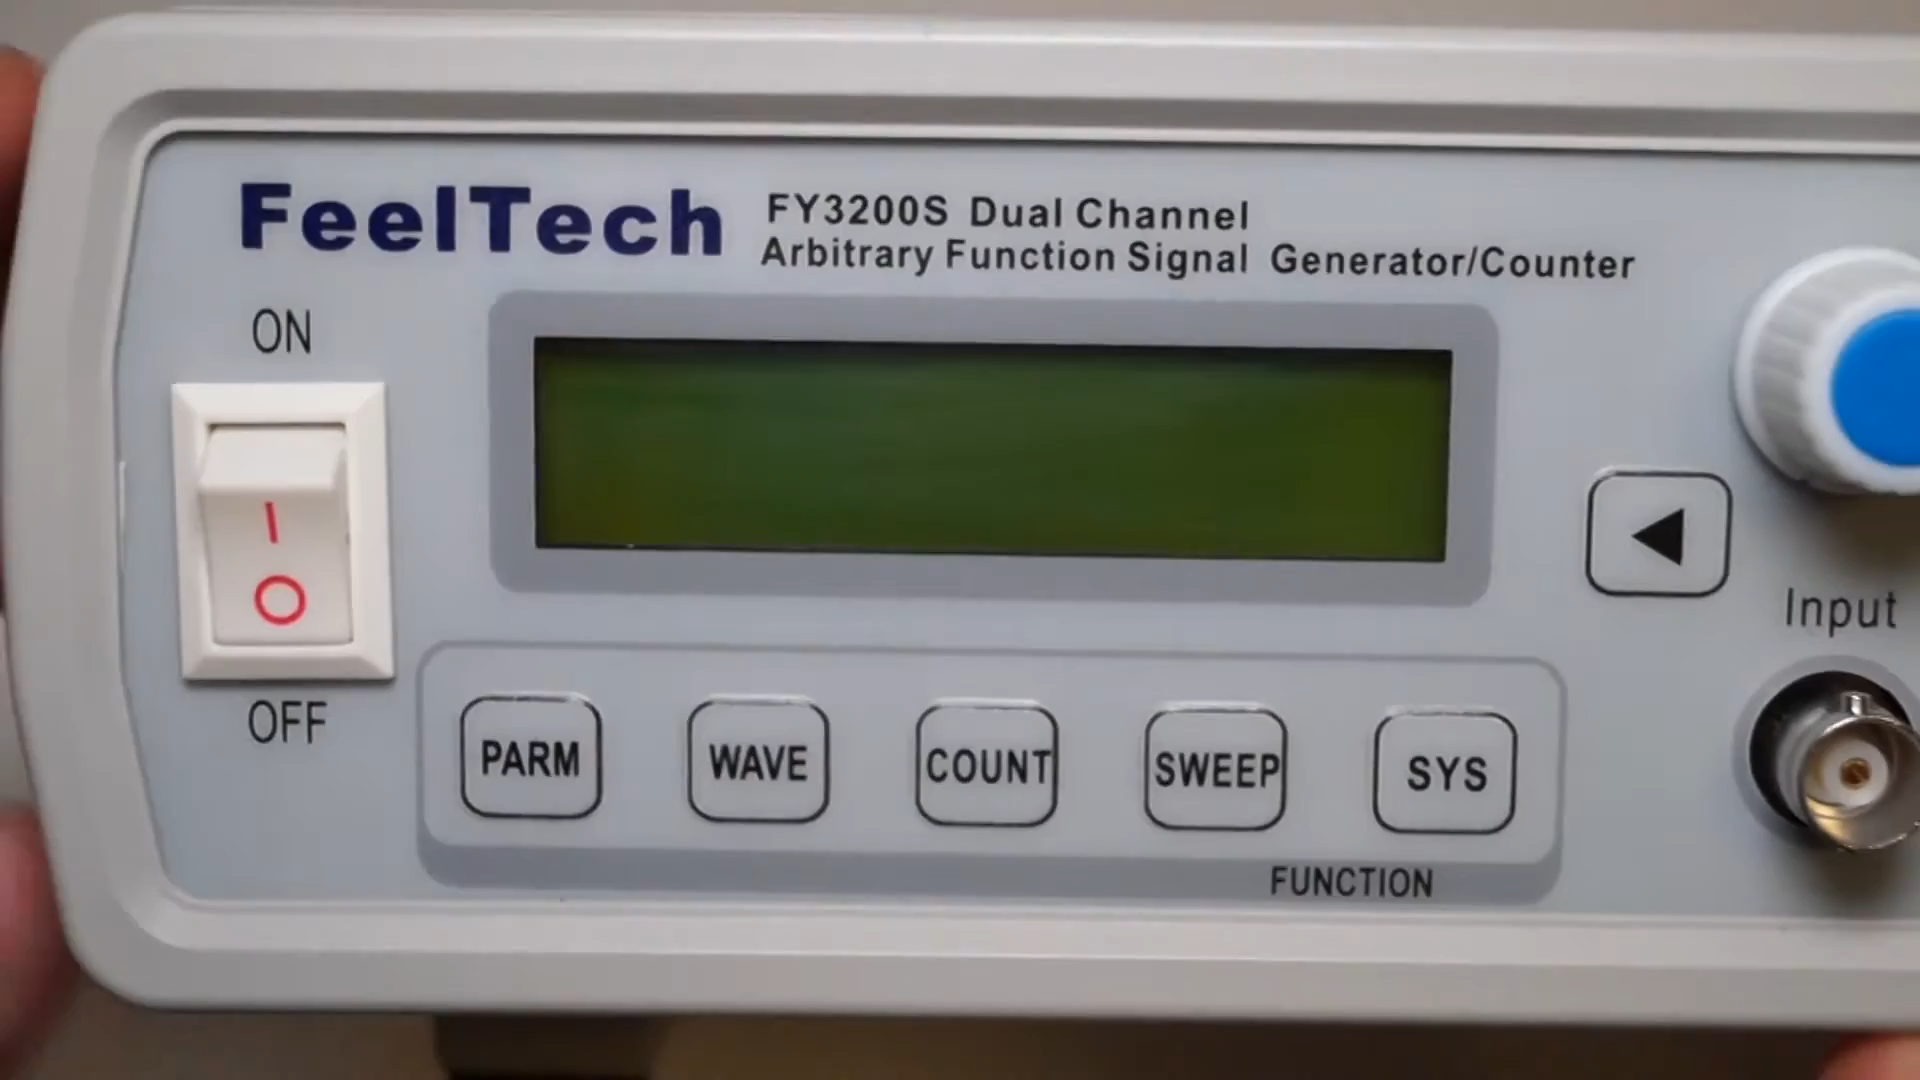 FeelTech
FY3200S Dual Channel
Arbitrary Function Signal Generator/Counter
ON
I
O
OFF
Input
PARM
WAVE
COUNT
SWEEP
SYS
FUNCTION